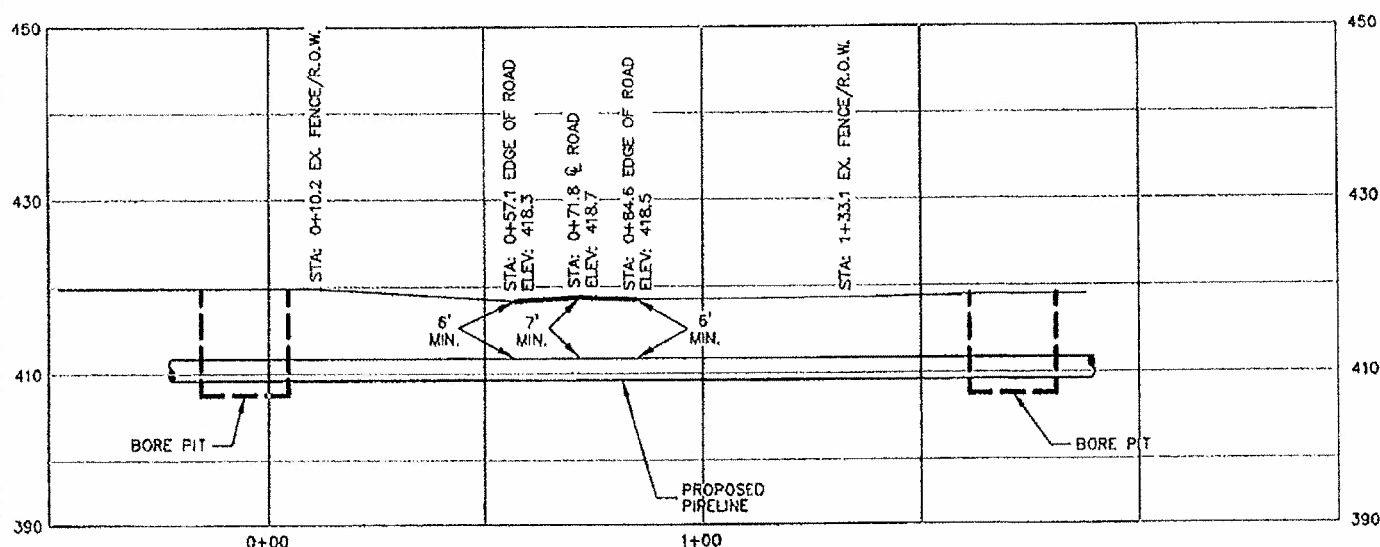 450
430
410
390
STA: 0+10.2 EX. FENCE/R.O.W.
STA: 0+57.1 EDGE OF ROAD
ELEV: 418.3
STA: 0+71.8 ℄ ROAD
ELEV: 418.7
STA: 0+84.6 EDGE OF ROAD
ELEV: 418.5
STA: 1+33.1 EX. FENCE/R.O.W.
450
430
410
390
6'
MIN.
7'
MIN.
6'
MIN.
BORE PIT
BORE PIT
PROPOSED
PIPELINE
0+00
1+00